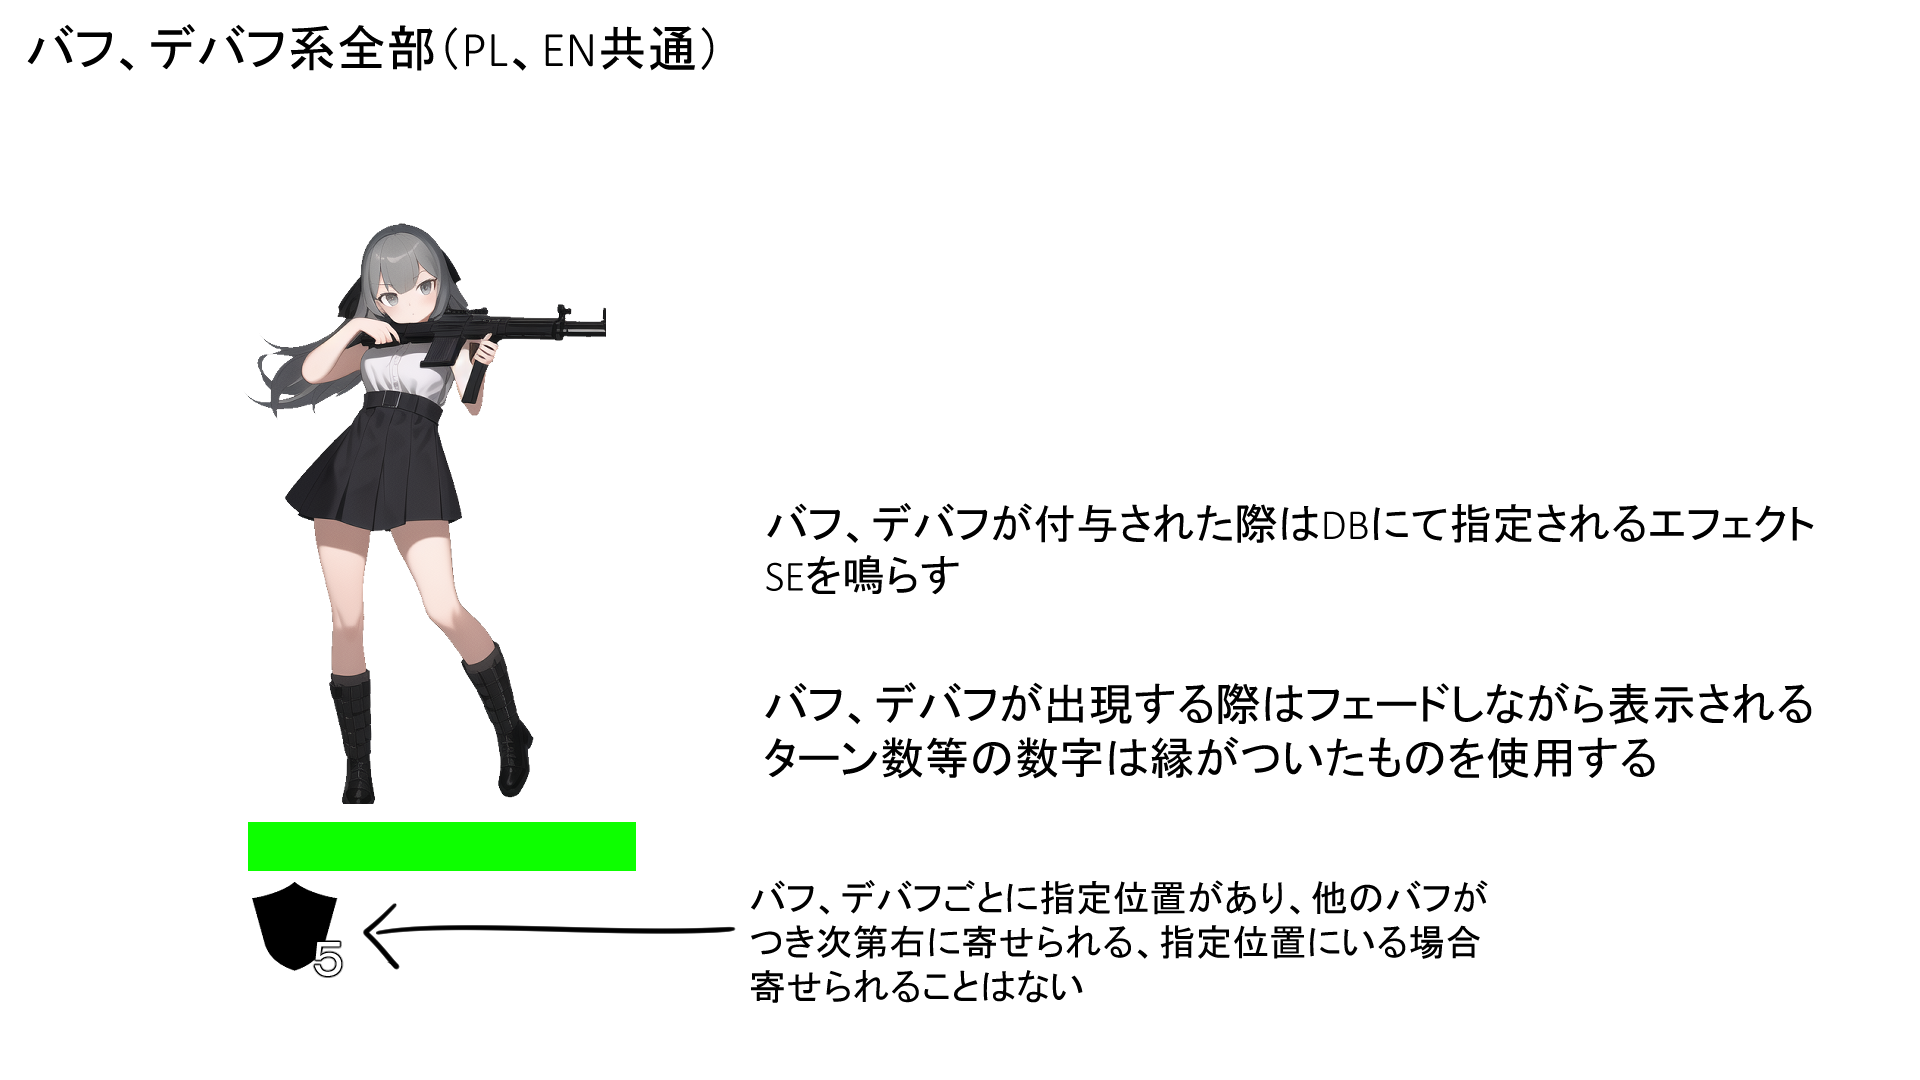 バフ、デバフ系全部（PL、EN共通）
バフ、デバフが付与された際はDBにて指定されるエフェクト
SEを鳴らす
バフ、デバフが出現する際はフェードしながら表示される
ターン数等の数字は縁がついたものを使用する
バフ、デバフごとに指定位置があり、他のバフが
つき次第右に寄せられる、指定位置にいる場合
寄せられることはない
5